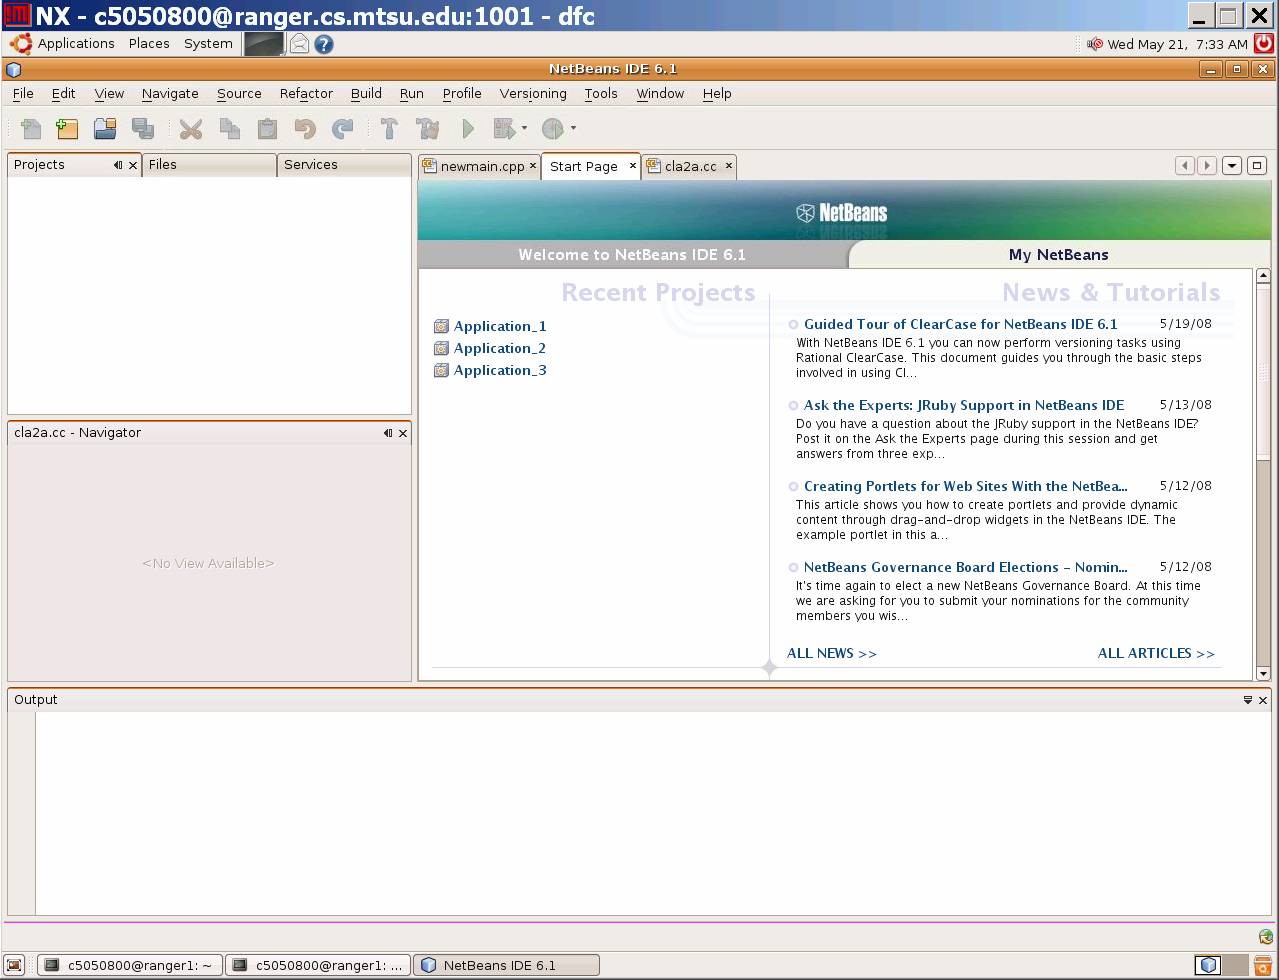 NX - c5050800@ranger.cs.mtsu.edu:1001 - dfc
Applications Places System
Wed May 21, 7:33 AM
NetBeans IDE 6.1
File Edit View Navigate Source Refactor Build Run Profile Versioning Tools Window Help
Projects Files Services
newmain.cpp Start Page cla2a.cc
NetBeans
Welcome to NetBeans IDE 6.1 My NetBeans
Recent Projects
Application_1
Application_2
Application_3
News & Tutorials
Guided Tour of ClearCase for NetBeans IDE 6.1 5/19/08
With NetBeans IDE 6.1 you can now perform versioning tasks using
Rational ClearCase. This document guides you through the basic steps
involved in using Cl...
Ask the Experts: JRuby Support in NetBeans IDE 5/13/08
Do you have a question about the JRuby support in the NetBeans IDE?
Post it on the Ask the Experts page during this session and get
answers from three exp...
Creating Portlets for Web Sites With the NetBea... 5/12/08
This article shows you how to create portlets and provide dynamic
content through drag-and-drop widgets in the NetBeans IDE. The
example portlet in this a...
NetBeans Governance Board Elections – Nomin... 5/12/08
It's time again to elect a new NetBeans Governance Board. At this time
we are asking for you to submit your nominations for the community
members you wis...
ALL NEWS >> ALL ARTICLES >>
cla2a.cc - Navigator
<No View Available>
Output
c5050800@ranger1: ~ c5050800@ranger1: ... NetBeans IDE 6.1